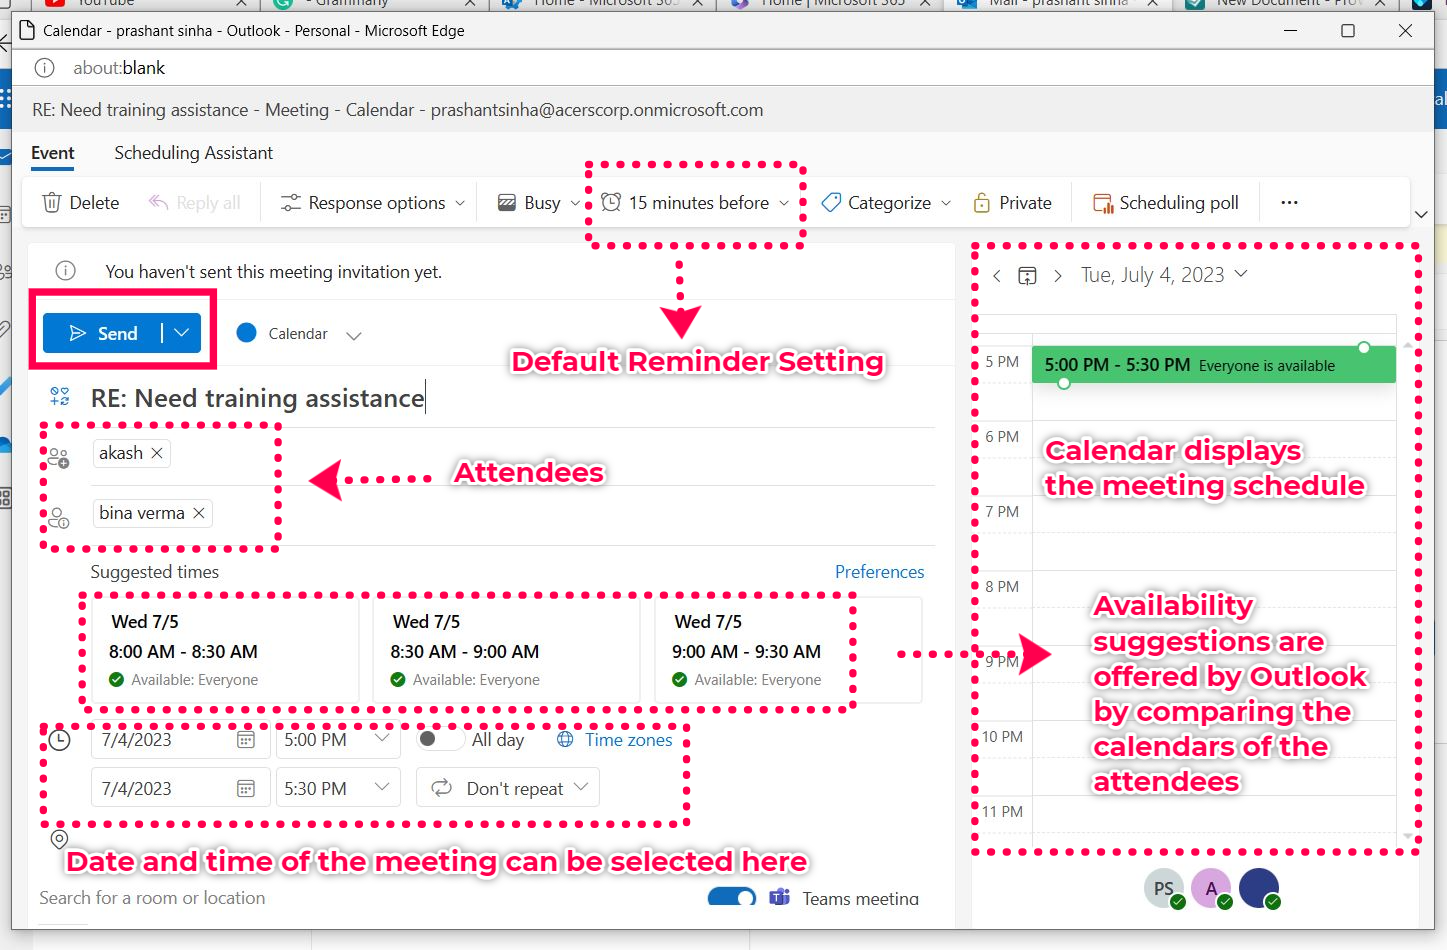 YouTube
- Grammarly
Home - Microsoft 365
Home | Microsoft 365
Mail - prashant sinha -
New Document - Prov
Calendar - prashant sinha - Outlook - Personal - Microsoft Edge
about:blank
RE: Need training assistance - Meeting - Calendar - prashantsinha@acerscorp.onmicrosoft.com
Event Scheduling Assistant
Delete Reply all Response options Busy 15 minutes before Categorize Private Scheduling poll ...
You haven't sent this meeting invitation yet.
Tue, July 4, 2023
Send Calendar
Default Reminder Setting
5 PM 5:00 PM - 5:30 PM Everyone is available
RE: Need training assistance
6 PM
Calendar displays
the meeting schedule
akash
Attendees
bina verma
7 PM
Suggested times Preferences
8 PM
Wed 7/5 Wed 7/5 Wed 7/5
8:00 AM - 8:30 AM 8:30 AM - 9:00 AM 9:00 AM - 9:30 AM
Available: Everyone Available: Everyone Available: Everyone
9 PM
Availability
suggestions are
offered by Outlook
by comparing the
calendars of the
attendees
10 PM
11 PM
7/4/2023 5:00 PM All day Time zones
7/4/2023 5:30 PM Don't repeat
Date and time of the meeting can be selected here
Search for a room or location Teams meeting
PS A